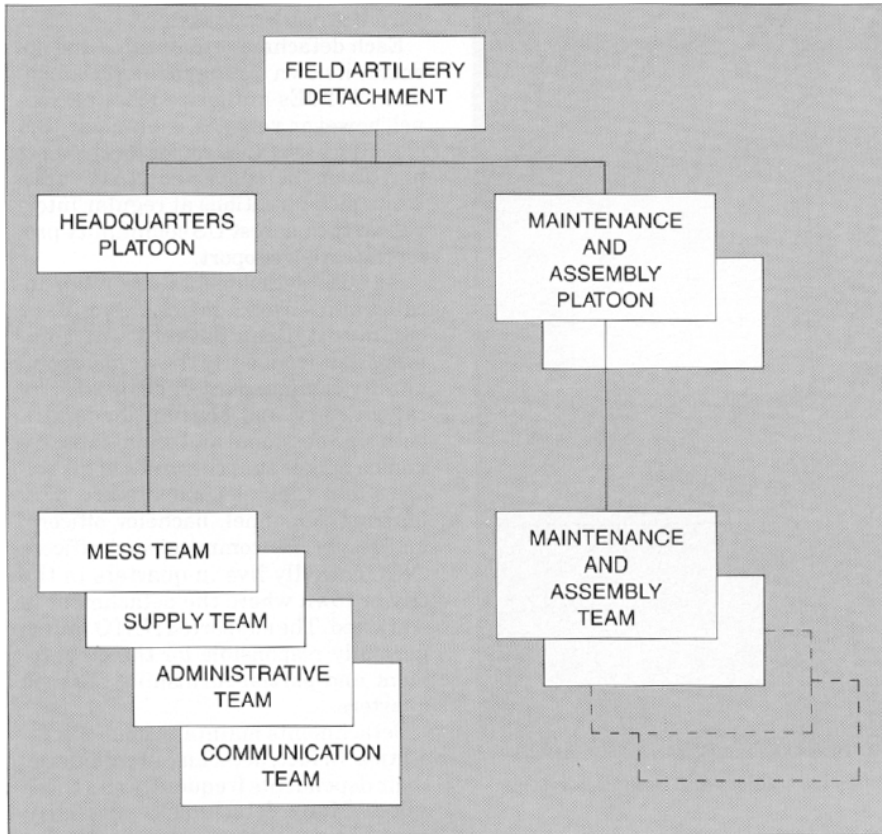 FIELD ARTILLERY
DETACHMENT
HEADQUARTERS
PLATOON
MAINTENANCE
AND
ASSEMBLY
PLATOON
MESS TEAM
SUPPLY TEAM
ADMINISTRATIVE
TEAM
COMMUNICATION
TEAM
MAINTENANCE
AND
ASSEMBLY
TEAM